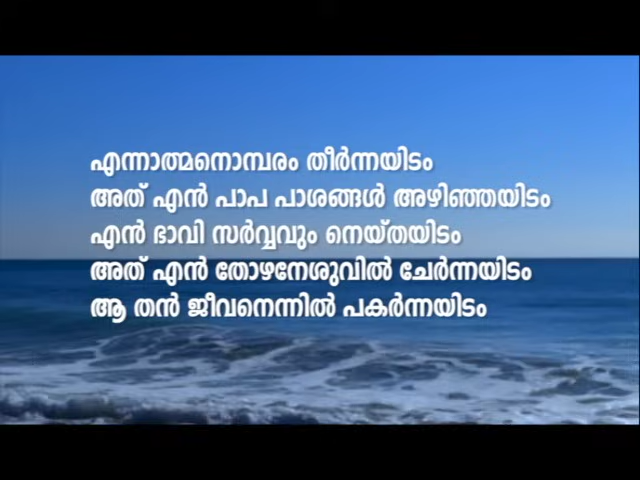 എന്നാത്മനൊമ്പരം തീർന്നയിടം
അത് എൻ പാപ പാശങ്ങൾ അഴിഞ്ഞയിടം
എൻ ഭാവി സർവ്വവും നെയ്തയിടം
അത് എൻ തോഴനേശുവിൽ ചേർന്നയിടം
ആ തൻ ജീവനെന്നിൽ പകർന്നയിടം